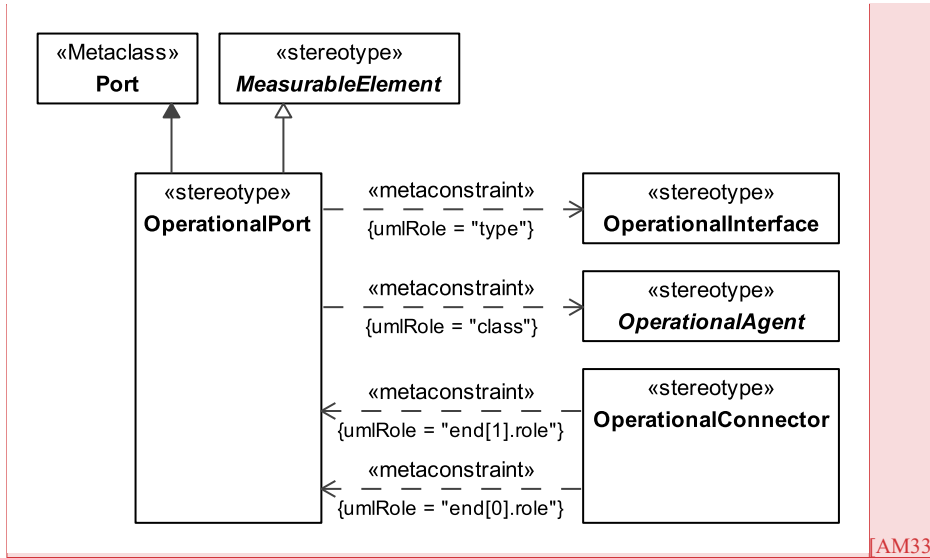 «Metaclass»
Port
«stereotype»
MeasurableElement
«stereotype»
OperationalPort
«metaconstraint»
{umlRole = "type"}
«stereotype»
OperationalInterface
«metaconstraint»
{umlRole = "class"}
«stereotype»
OperationalAgent
«metaconstraint»
{umlRole = "end[1].role"}
«stereotype»
OperationalConnector
«metaconstraint»
{umlRole = "end[0].role"}
[AM33